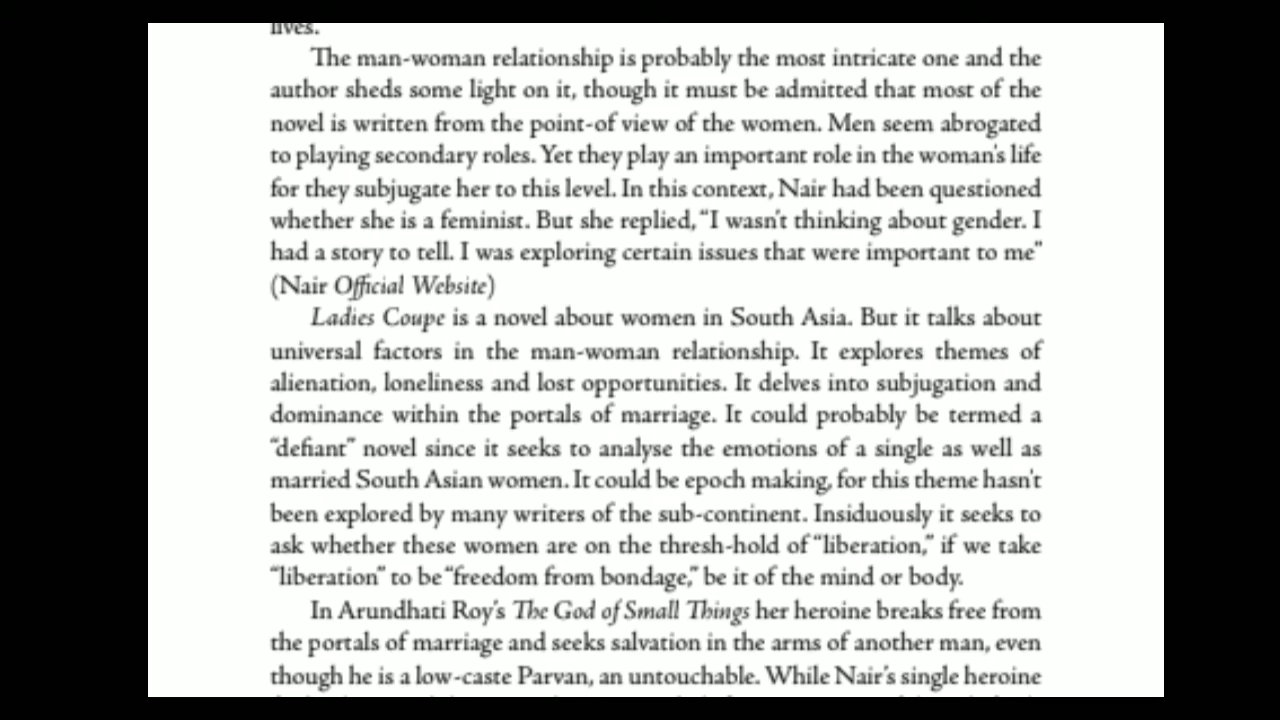 lives.
The man-woman relationship is probably the most intricate one and the
author sheds some light on it, though it must be admitted that most of the
novel is written from the point-of view of the women. Men seem abrogated
to playing secondary roles. Yet they play an important role in the woman's life
for they subjugate her to this level. In this context, Nair had been questioned
whether she is a feminist. But she replied, “I wasn't thinking about gender. I
had a story to tell. I was exploring certain issues that were important to me”
(Nair Official Website)
Ladies Coupe is a novel about women in South Asia. But it talks about
universal factors in the man-woman relationship. It explores themes of
alienation, loneliness and lost opportunities. It delves into subjugation and
dominance within the portals of marriage. It could probably be termed a
“defiant” novel since it seeks to analyse the emotions of a single as well as
married South Asian women. It could be epoch making, for this theme hasn't
been explored by many writers of the sub-continent. Insiduously it seeks to
ask whether these women are on the thresh-hold of “liberation,” if we take
“liberation” to be “freedom from bondage,” be it of the mind or body.
In Arundhati Roy's The God of Small Things her heroine breaks free from
the portals of marriage and seeks salvation in the arms of another man, even
though he is a low-caste Parvan, an untouchable. While Nair's single heroine